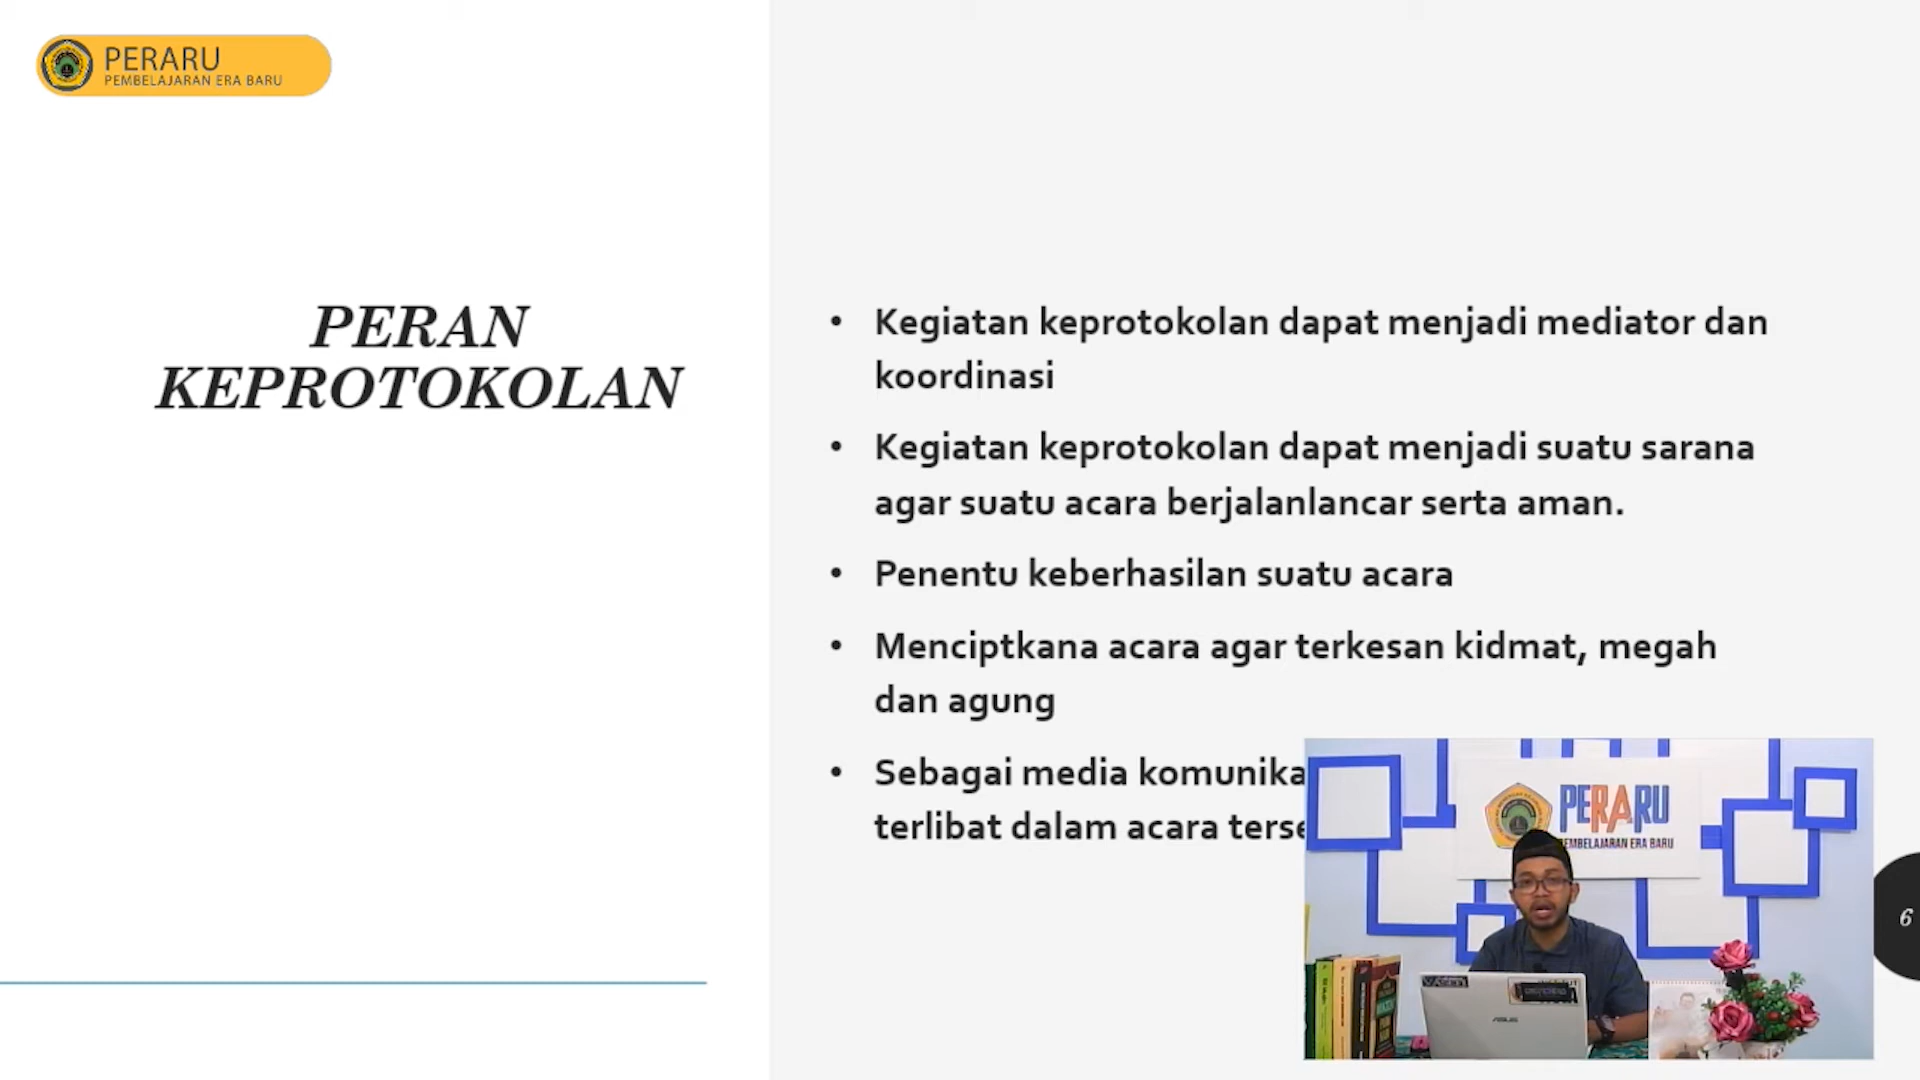 PERARU
PEMBELAJARAN ERA BARU
PERAN
KEPROTOKOLAN
• Kegiatan keprotokolan dapat menjadi mediator dan
koordinasi
• Kegiatan keprotokolan dapat menjadi suatu sarana
agar suatu acara berjalanlancar serta aman.
• Penentu keberhasilan suatu acara
• Menciptkana acara agar terkesan kidmat, megah
dan agung
• Sebagai media komunika
terlibat dalam acara terse
PERARU
PEMBELAJARAN ERA BARU
ASUS
6